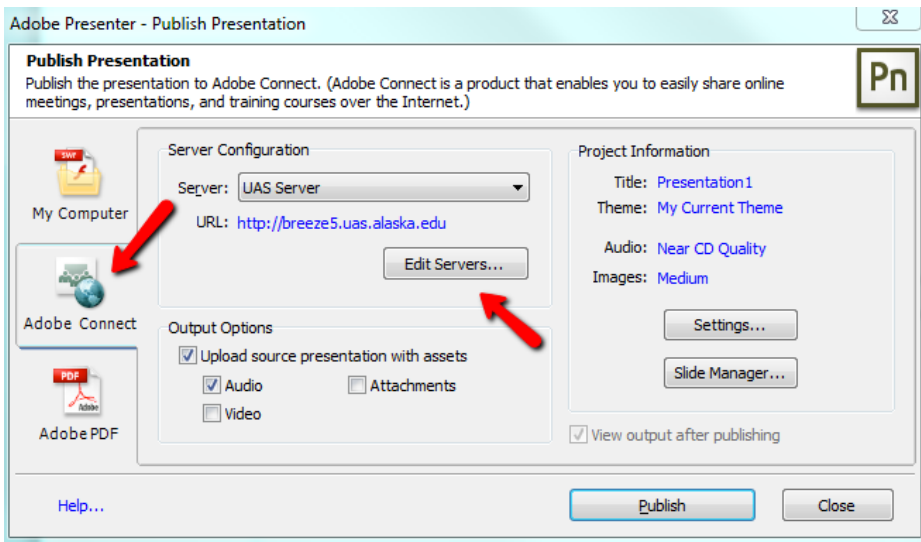 Adobe Presenter - Publish Presentation
Publish Presentation
Publish the presentation to Adobe Connect. (Adobe Connect is a product that enables you to easily share online
meetings, presentations, and training courses over the Internet.)
Pn
SWF
My Computer
Adobe Connect
PDF
Adobe
Adobe PDF
Server Configuration
Server: UAS Server
URL: http://breeze5.uas.alaska.edu
Edit Servers...
Output Options
Upload source presentation with assets
Audio
Attachments
Video
Project Information
Title: Presentation1
Theme: My Current Theme
Audio: Near CD Quality
Images: Medium
Settings...
Slide Manager...
View output after publishing
Help...
Publish
Close